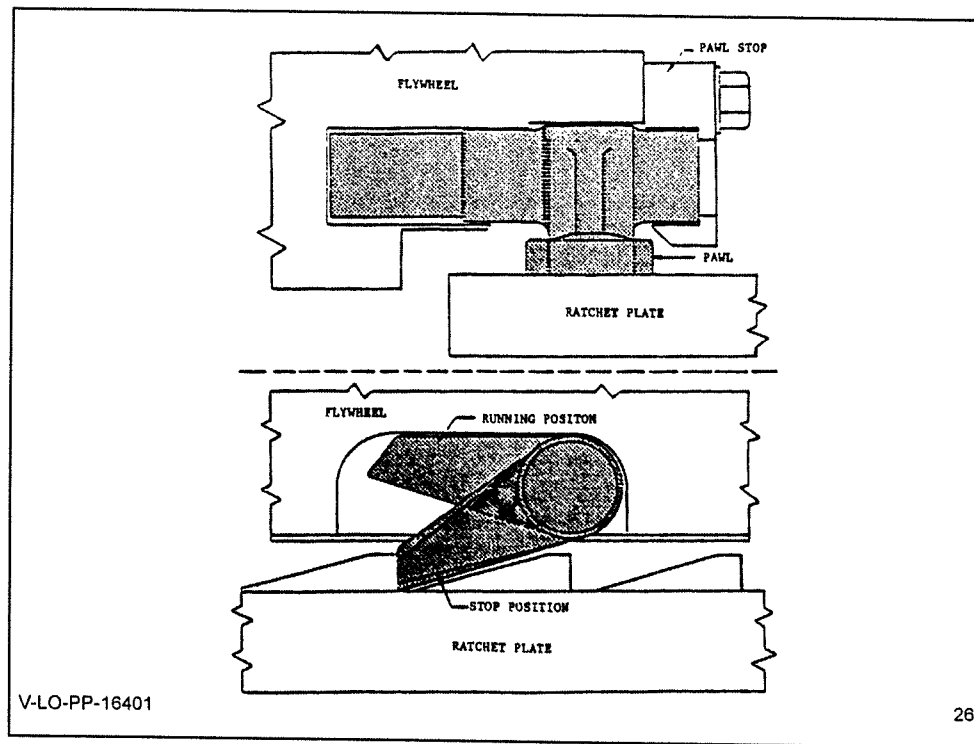 PAWL STOP
FLYWHEEL
PAWL
RATCHET PLATE
FLYWHEEL
RUNNING POSITON
STOP POSITION
RATCHET PLATE
V-LO-PP-16401
26